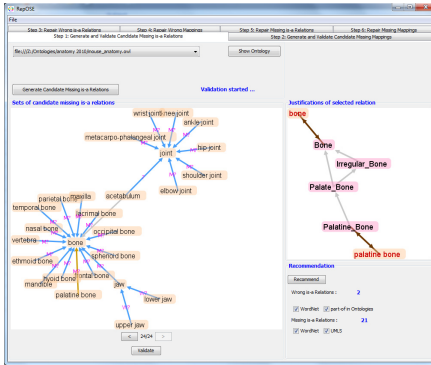 RepOSE
File
Step 3: Repair Wrong is-a Relations
Step 4: Repair Wrong Mappings
Step 5: Repair Missing is-a Relations
Step 6: Repair Missing Mappings
Step 1: Generate and Validate Candidate Missing is-a Relations
Step 2: Generate and Validate Candidate Missing Mappings
file:///Z:/Ontologies/anatomy 2010/mouse_anatomy.owl
Show Ontology
Generate Candidate Missing is-a Relations
Validation started ...
Sets of candidate missing is-a relations
Justifications of selected relation
wrist joint
knee joint
ankle joint
metacarpo-phalangeal joint
joint
hip joint
shoulder joint
elbow joint
acetabulum
maxilla
parietal bone
temporal bone
lacrimal bone
nasal bone
occipital bone
vertebra
bone
sphenoid bone
ethmoid bone
hyoid bone
frontal bone
mandible
jaw
palatine bone
lower jaw
upper jaw
bone
Bone
Irregular_Bone
Palate_Bone
Palatine_Bone
palatine bone
< 24/24 >
Validate
Recommendation
Recommend
Wrong is-a Relations : 2
WordNet part-of in Ontologies
Missing is-a Relations : 21
WordNet UMLS